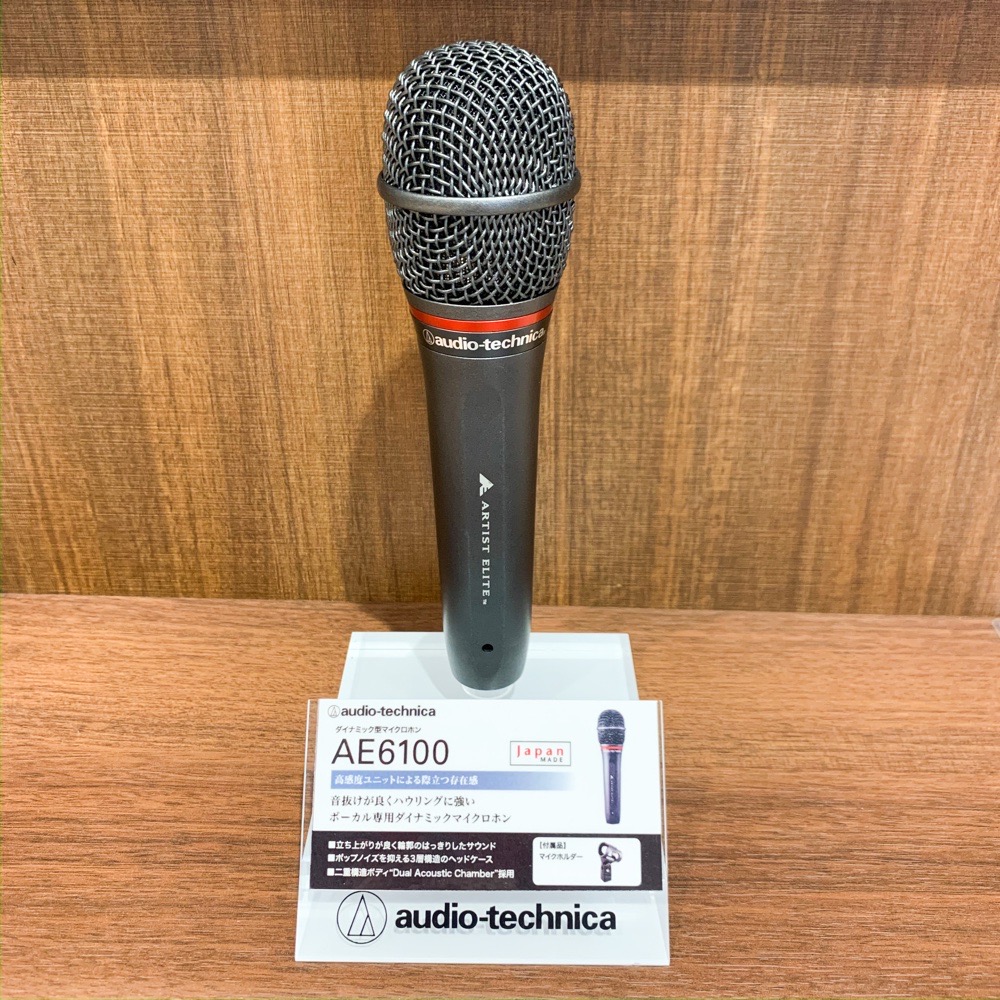 audio-technica
ARTIST ELITE™
audio-technica
ダイナミック型マイクロホン
AE6100
Japan
MADE
高感度ユニットによる際立つ存在感
音抜けが良くハウリングに強い
ボーカル専用ダイナミックマイクロホン
■立ち上がりが良く輪郭のはっきりしたサウンド
■ポップノイズを抑える3層構造のヘッドケース
■二重構造ボディ“Dual Acoustic Chamber”採用
[付属品]
マイクホルダー
audio-technica